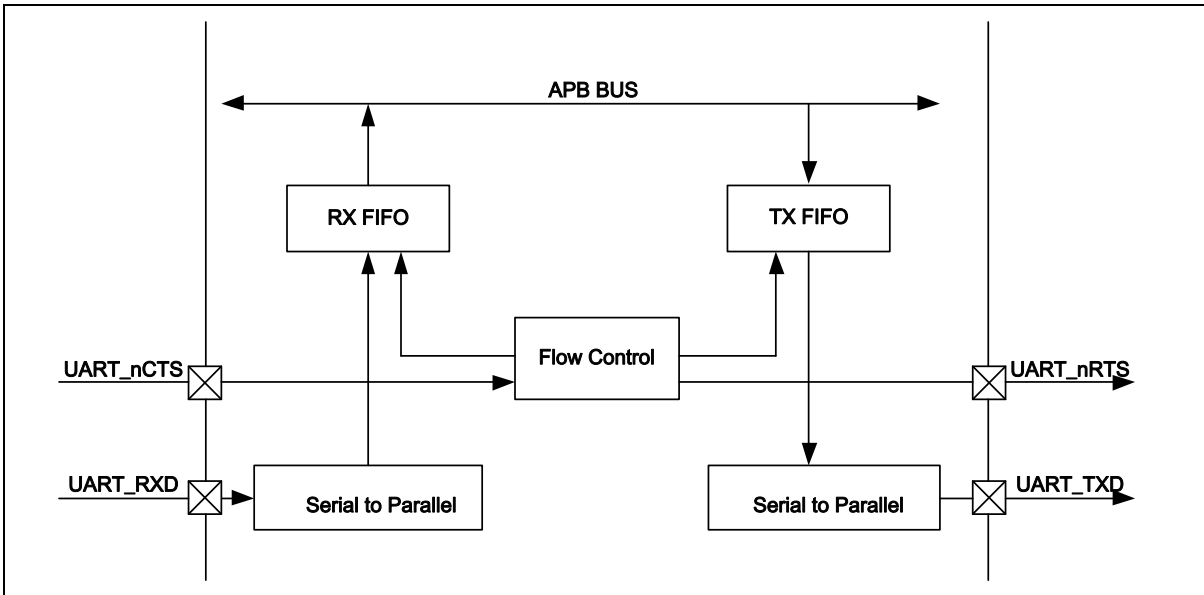 APB BUS
RX FIFO
TX FIFO
Flow Control
UART_nCTS
UART_nRTS
UART_RXD
Serial to Parallel
Serial to Parallel
UART_TXD